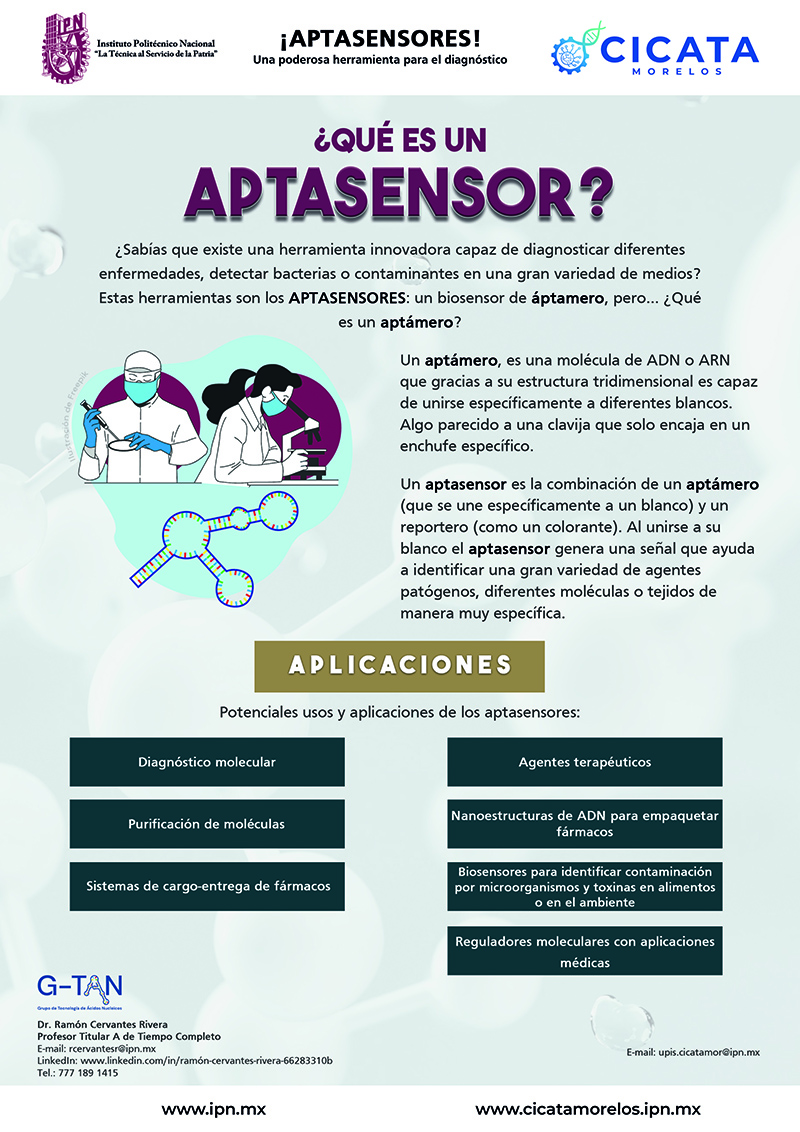 IPN
Instituto Politécnico Nacional
"La Técnica al Servicio de la Patria"
¡APTASENSORES!
Una poderosa herramienta para el diagnóstico
CICATA
MORELOS
¿QUÉ ES UN
APTASENSOR?
¿Sabías que existe una herramienta innovadora capaz de diagnosticar diferentes
enfermedades, detectar bacterias o contaminantes en una gran variedad de medios?
Estas herramientas son los APTASENSORES: un biosensor de áptamero, pero... ¿Qué
es un aptámero?
Ilustración de Freepik
Un aptámero, es una molécula de ADN o ARN
que gracias a su estructura tridimensional es capaz
de unirse específicamente a diferentes blancos.
Algo parecido a una clavija que solo encaja en un
enchufe específico.
Un aptasensor es la combinación de un aptámero
(que se une específicamente a un blanco) y un
reportero (como un colorante). Al unirse a su
blanco el aptasensor genera una señal que ayuda
a identificar una gran variedad de agentes
patógenos, diferentes moléculas o tejidos de
manera muy específica.
APLICACIONES
Potenciales usos y aplicaciones de los aptasensores:
Diagnóstico molecular
Purificación de moléculas
Sistemas de cargo-entrega de fármacos
Agentes terapéuticos
Nanoestructuras de ADN para empaquetar
fármacos
Biosensores para identificar contaminación
por microorganismos y toxinas en alimentos
o en el ambiente
Reguladores moleculares con aplicaciones
médicas
G-TAN
Grupo de Tecnología de Ácidos Nucleicos
Dr. Ramón Cervantes Rivera
Profesor Titular A de Tiempo Completo
E-mail: rcervantesr@ipn.mx
LinkedIn: www.linkedin.com/in/ramón-cervantes-rivera-66283310b
Tel.: 777 189 1415
E-mail: upis.cicatamor@ipn.mx
www.ipn.mx
www.cicatamorelos.ipn.mx